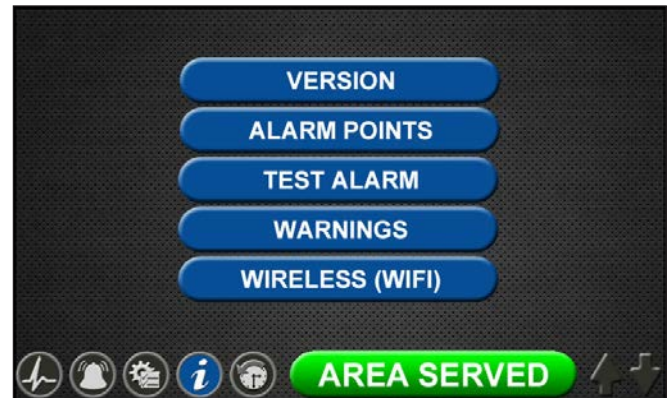 VERSION
ALARM POINTS
TEST ALARM
WARNINGS
WIRELESS (WIFI)
i
AREA SERVED